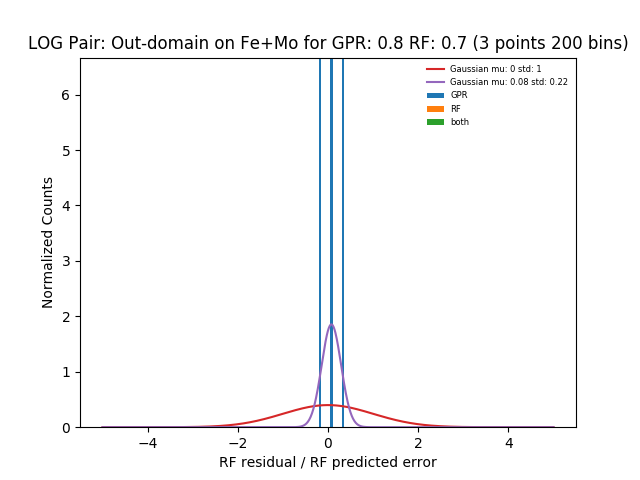 LOG Pair: Out-domain on Fe+Mo for GPR: 0.8 RF: 0.7 (3 points 200 bins)
Gaussian mu: 0 std: 1
Gaussian mu: 0.08 std: 0.22
GPR
RF
both
Normalized Counts
6
5
4
3
2
1
0
−4
−2
0
2
4
RF residual / RF predicted error